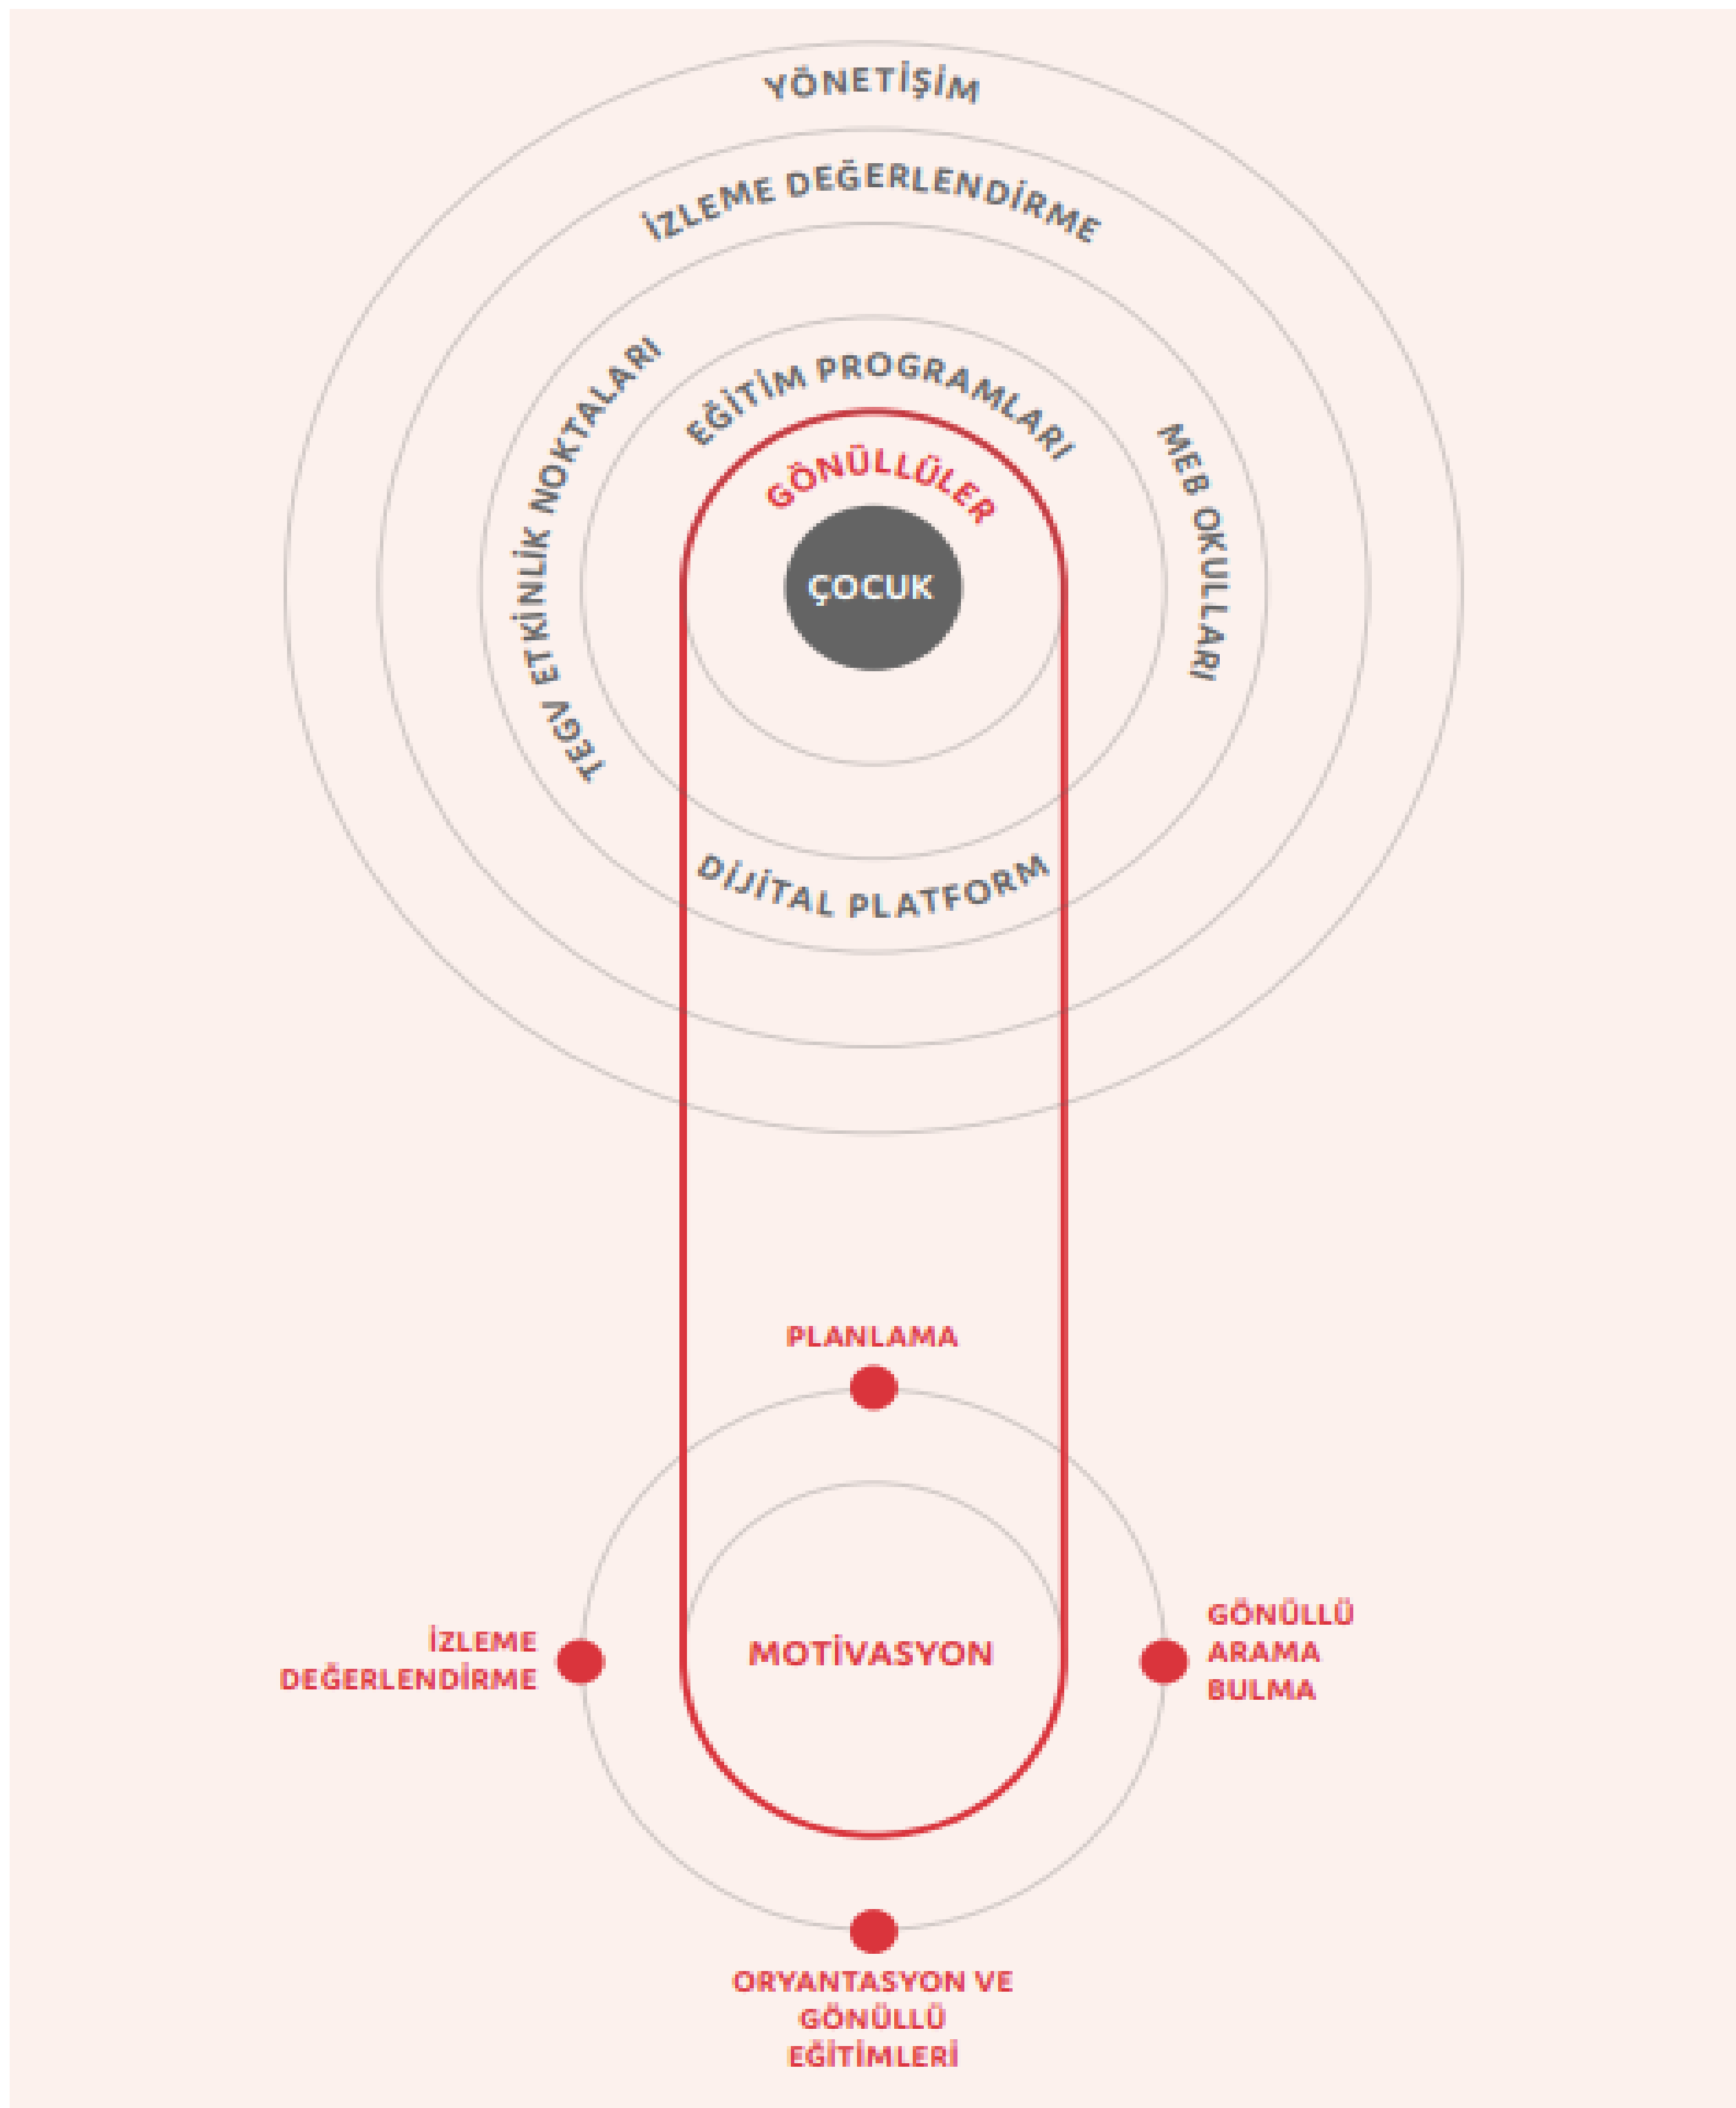 YÖNETİŞİM
İZLEME DEĞERLENDİRME
TEGV ETKİNLİK NOKTALARI
EĞİTİM PROGRAMLARI
MEB OKULLARI
GÖNÜLLÜLER
ÇOCUK
DİJİTAL PLATFORM
PLANLAMA
İZLEME
DEĞERLENDİRME
MOTİVASYON
GÖNÜLLÜ
ARAMA
BULMA
ORYANTASYON VE
GÖNÜLLÜ
EĞİTİMLERİ